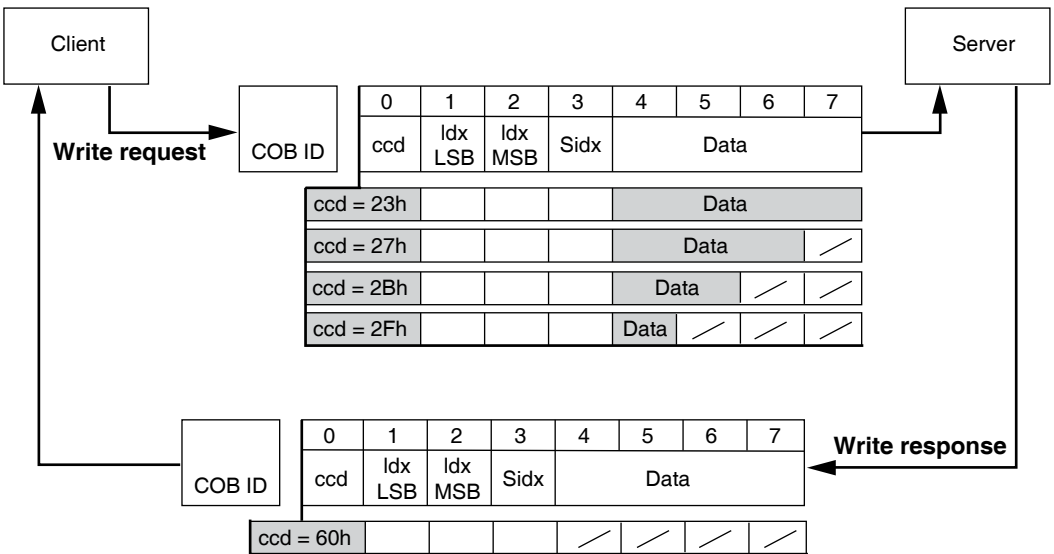 Client
Server
0 1 2 3 4 5 6 7
Write request
COB ID
ccd
Idx LSB
Idx MSB
Sidx
Data
ccd = 23h
Data
ccd = 27h
Data
ccd = 2Bh
Data
ccd = 2Fh
Data
0 1 2 3 4 5 6 7
Write response
COB ID
ccd
Idx LSB
Idx MSB
Sidx
Data
ccd = 60h